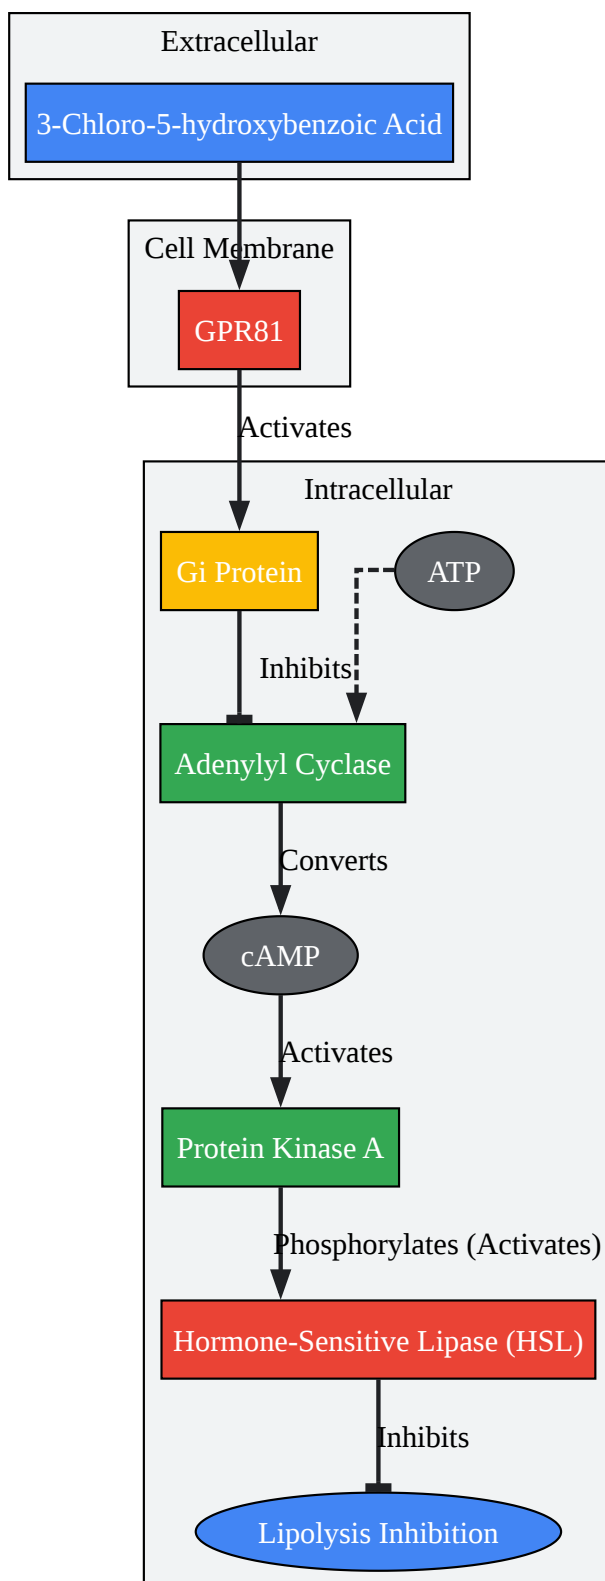 Extracellular
3-Chloro-5-hydroxybenzoic Acid
Cell Membrane
GPR81
Activates
Intracellular
Gi Protein
ATP
Inhibits
Adenylyl Cyclase
Converts
cAMP
Activates
Protein Kinase A
Phosphorylates (Activates)
Hormone-Sensitive Lipase (HSL)
Inhibits
Lipolysis Inhibition